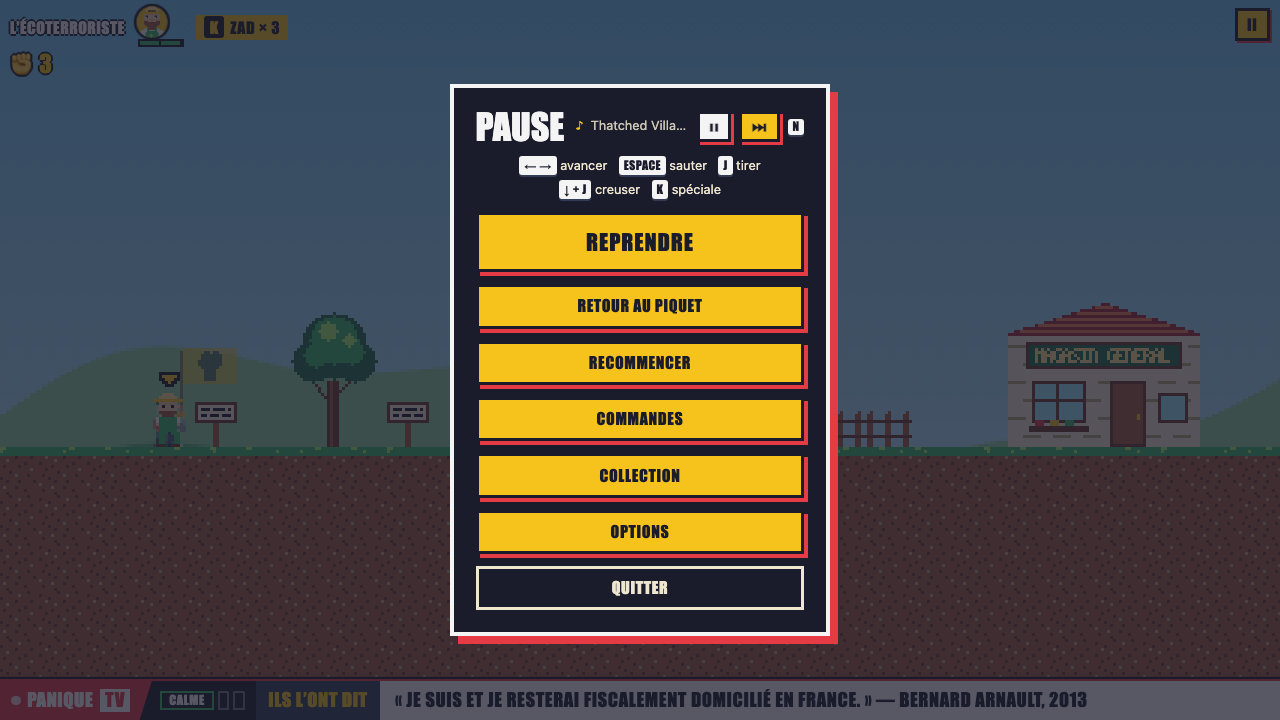 L'ÉCOTERRORISTE
K ZAD × 3
3
PAUSE ♪ Thatched Villa... N
←→ avancer ESPACE sauter J tirer
↓ + J creuser K spéciale
REPRENDRE
RETOUR AU PIQUET
RECOMMENCER
COMMANDES
COLLECTION
OPTIONS
QUITTER
MAGASIN GENERAL
PANIQUE TV CALME ILS L'ONT DIT « JE SUIS ET JE RESTERAI FISCALEMENT DOMICILIÉ EN FRANCE. » — BERNARD ARNAULT, 2013